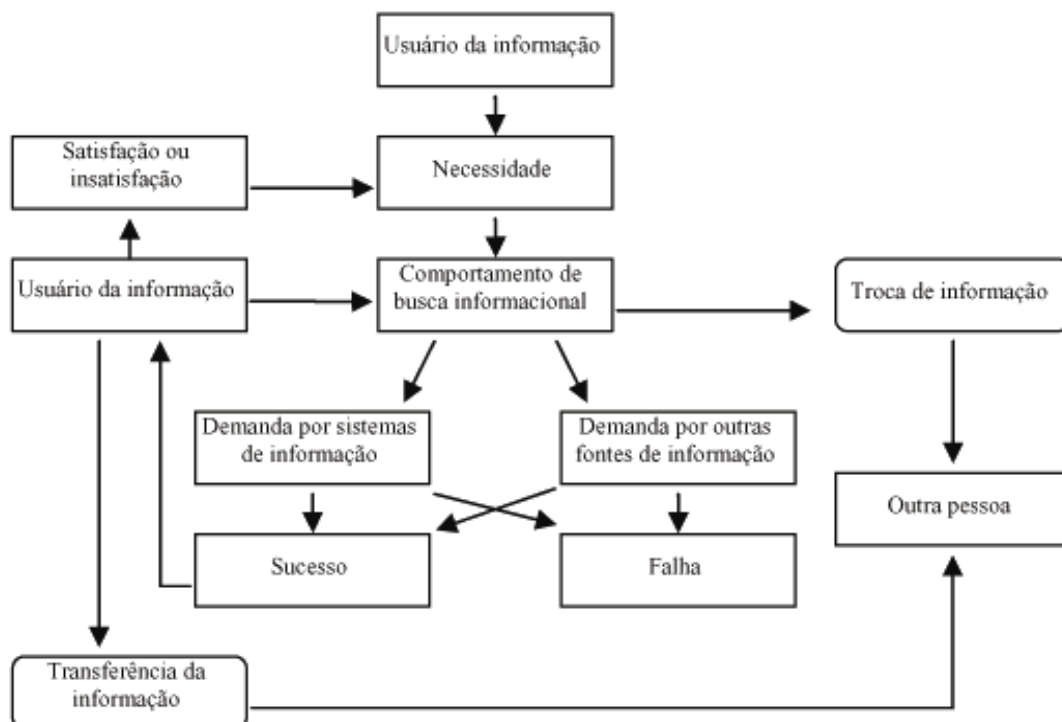 Usuário da informação
Satisfação ou
insatisfação
Necessidade
Usuário da informação
Comportamento de
busca informacional
Troca de informação
Demanda por sistemas
de informação
Demanda por outras
fontes de informação
Outra pessoa
Sucesso
Falha
Transferência da
informação